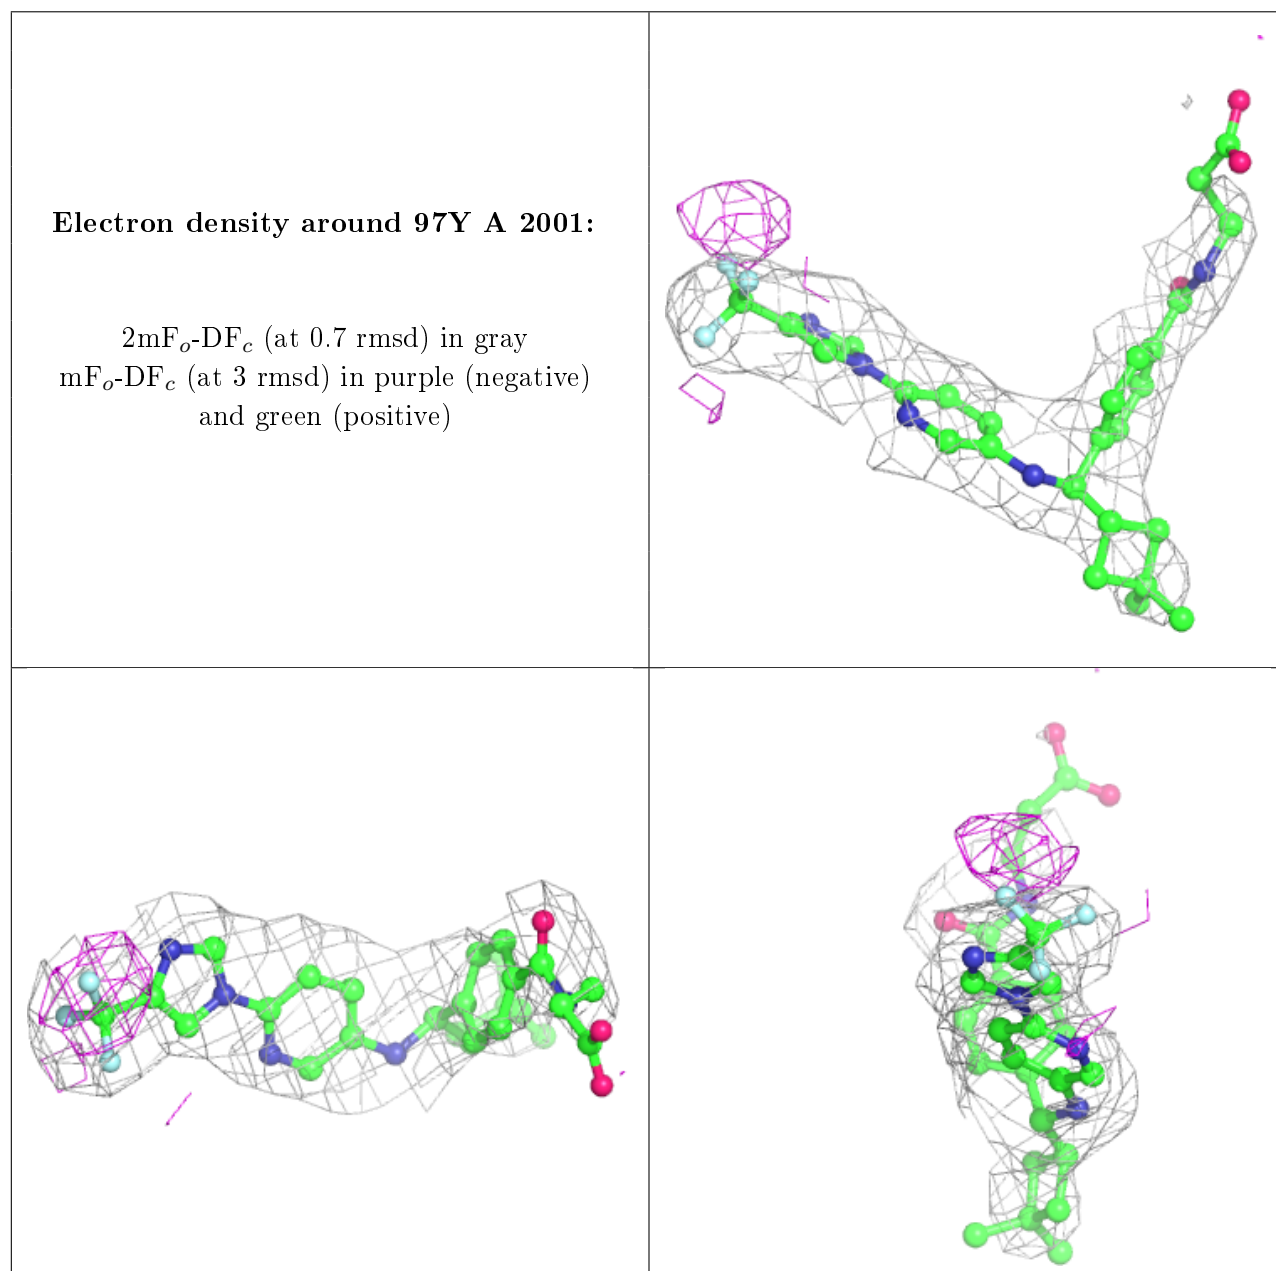 Electron density around 97Y A 2001:
2mFo-DFc (at 0.7 rmsd) in gray
mFo-DFc (at 3 rmsd) in purple (negative)
and green (positive)